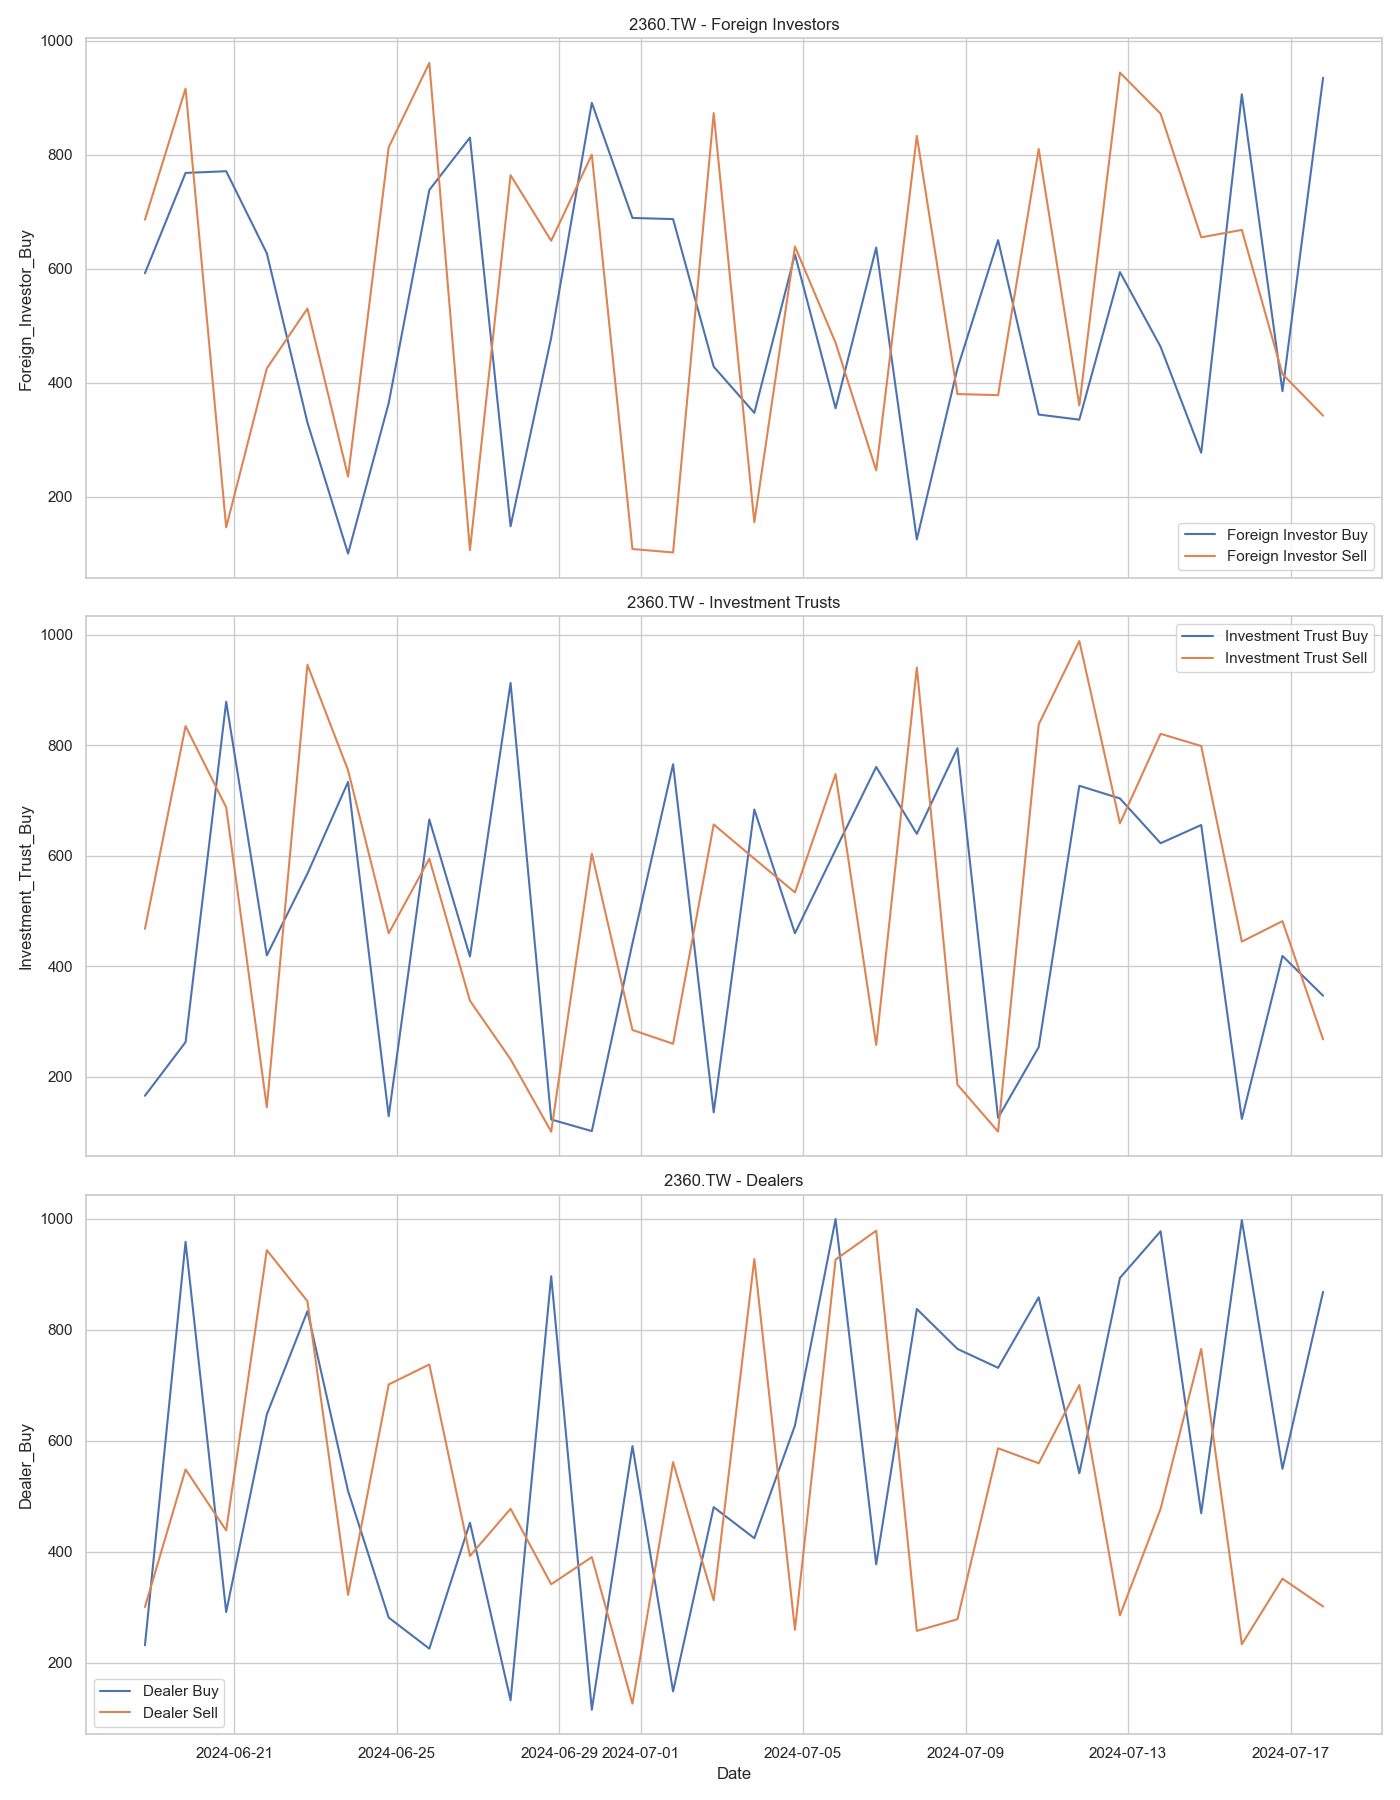 2360.TW - Foreign Investors
1000
800
600
400
200
Foreign_Investor_Buy
Foreign Investor Buy
Foreign Investor Sell
2360.TW - Investment Trusts
1000
800
600
400
200
Investment_Trust_Buy
Investment Trust Buy
Investment Trust Sell
2360.TW - Dealers
1000
800
600
400
200
Dealer_Buy
Dealer Buy
Dealer Sell
2024-06-21 2024-06-25 2024-06-29 2024-07-01 2024-07-05 2024-07-09 2024-07-13 2024-07-17
Date